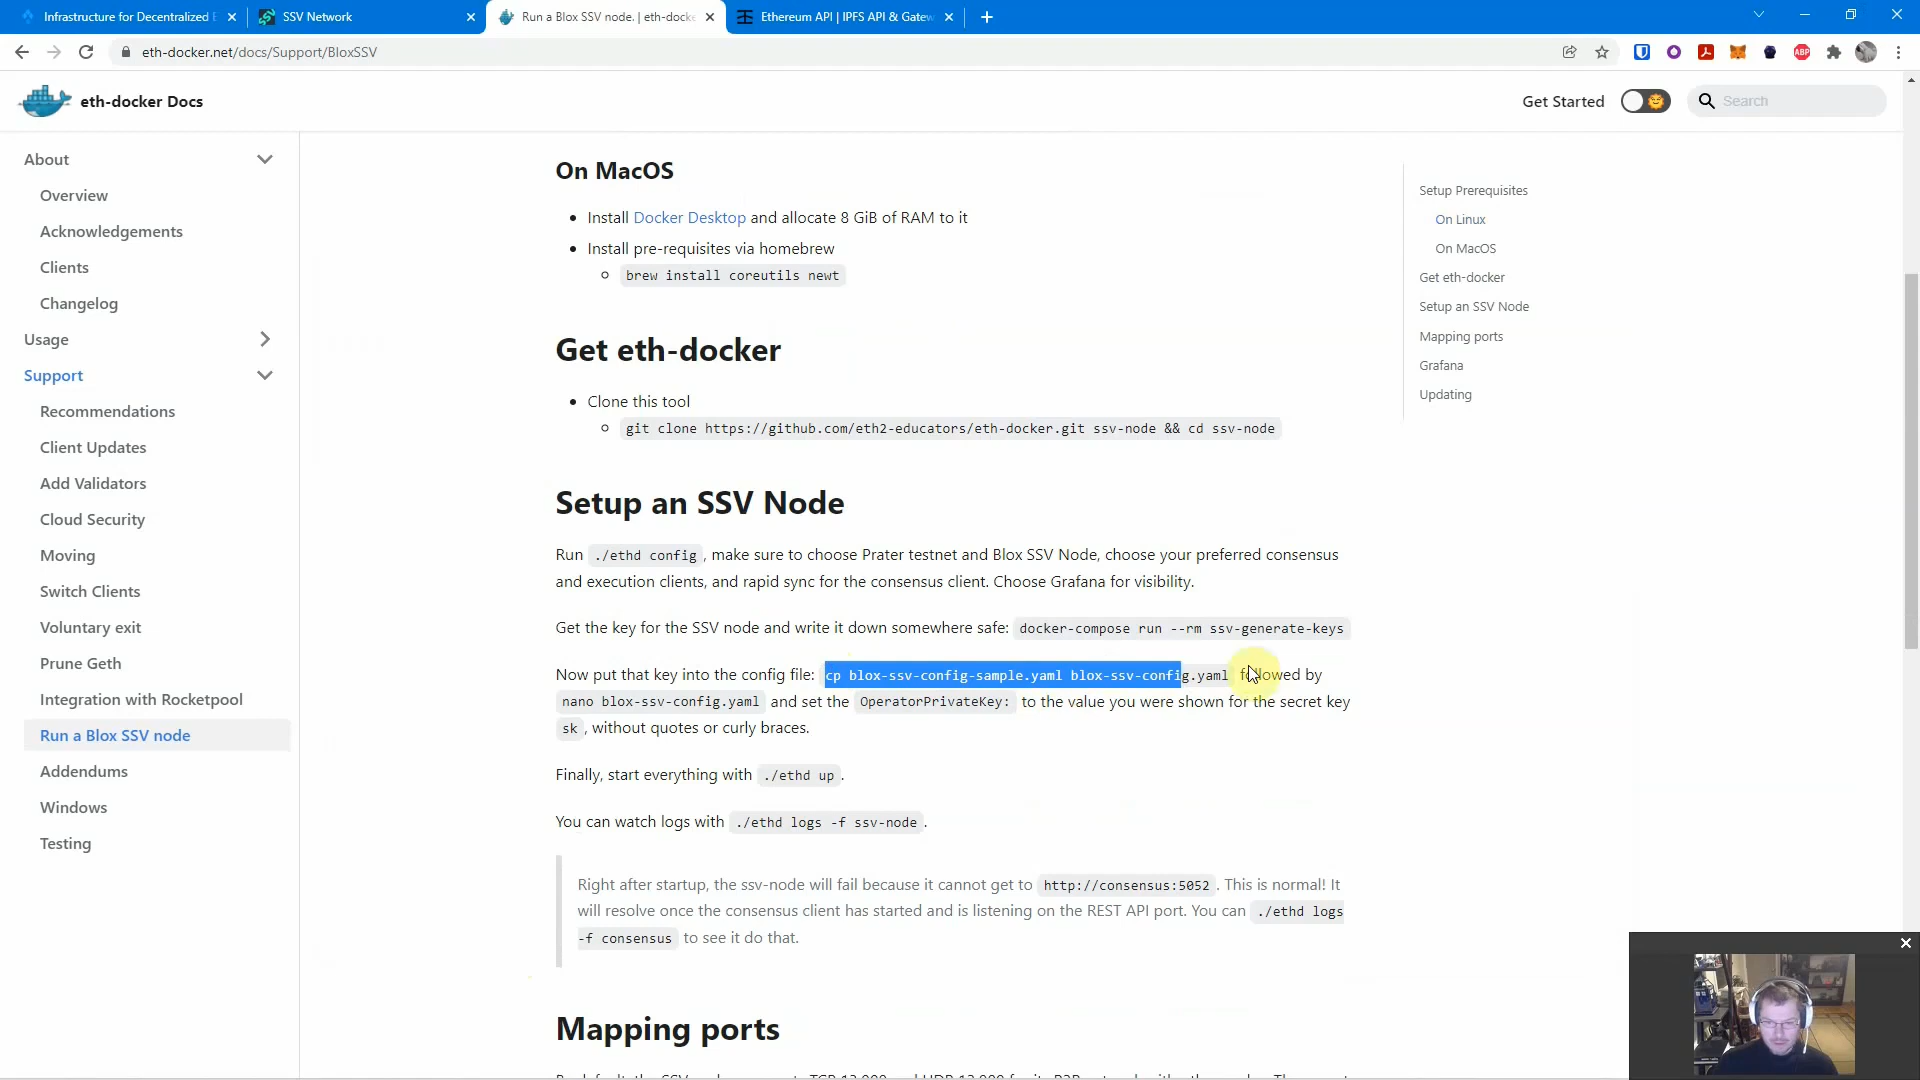 Infrastructure for Decentralized E
SSV Network
Run a Blox SSV node. | eth-docke
Ethereum API | IPFS API & Gatew
eth-docker.net/docs/Support/BloxSSV
ABP
eth-docker Docs
Get Started
Search
About
Overview
Acknowledgements
Clients
Changelog
Usage
Support
Recommendations
Client Updates
Add Validators
Cloud Security
Moving
Switch Clients
Voluntary exit
Prune Geth
Integration with Rocketpool
Run a Blox SSV node
Addendums
Windows
Testing
On MacOS
Install Docker Desktop and allocate 8 GiB of RAM to it
Install pre-requisites via homebrew
brew install coreutils newt
Get eth-docker
Clone this tool
git clone https://github.com/eth2-educators/eth-docker.git ssv-node && cd ssv-node
Setup an SSV Node
Run ./ethd config, make sure to choose Prater testnet and Blox SSV Node, choose your preferred consensus
and execution clients, and rapid sync for the consensus client. Choose Grafana for visibility.
Get the key for the SSV node and write it down somewhere safe: docker-compose run --rm ssv-generate-keys
Now put that key into the config file: cp blox-ssv-config-sample.yaml blox-ssv-config.yaml followed by
nano blox-ssv-config.yaml and set the OperatorPrivateKey: to the value you were shown for the secret key
sk, without quotes or curly braces.
Finally, start everything with ./ethd up.
You can watch logs with ./ethd logs -f ssv-node.
Right after startup, the ssv-node will fail because it cannot get to http://consensus:5052. This is normal! It
will resolve once the consensus client has started and is listening on the REST API port. You can ./ethd logs
-f consensus to see it do that.
Mapping ports
Setup Prerequisites
On Linux
On MacOS
Get eth-docker
Setup an SSV Node
Mapping ports
Grafana
Updating